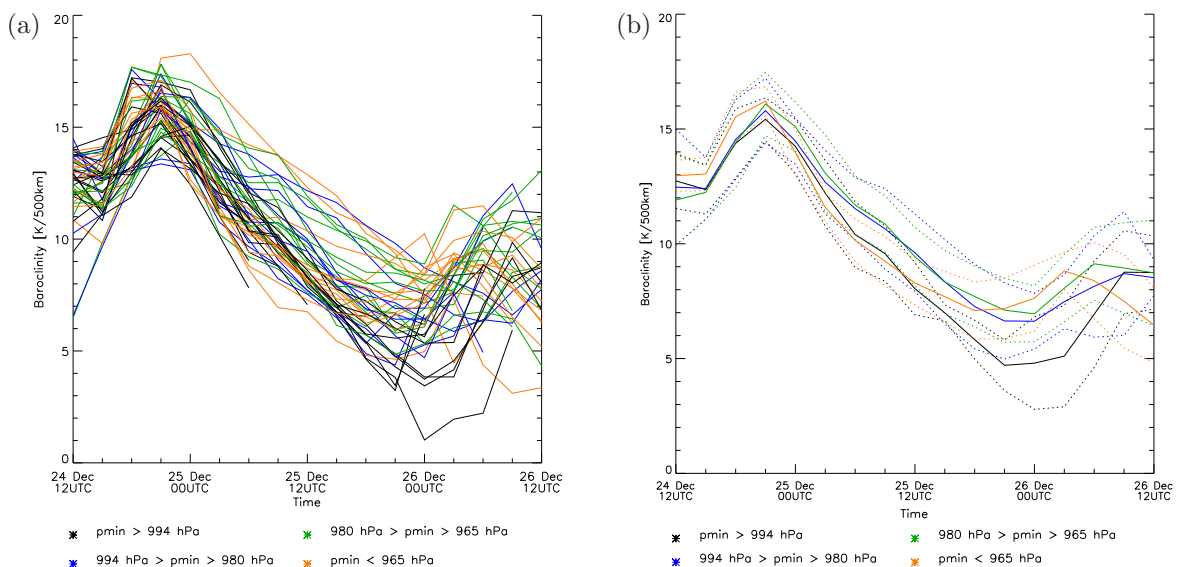 (a)
20
15
10
5
0
Baroclinity [K/500km]
24 Dec
12UTC
25 Dec
00UTC
25 Dec
12UTC
26 Dec
00UTC
26 Dec
12UTC
Time
pmin > 994 hPa
980 hPa > pmin > 965 hPa
994 hPa > pmin > 980 hPa
pmin < 965 hPa
(b)
20
15
10
5
0
Baroclinity [K/500km]
24 Dec
12UTC
25 Dec
00UTC
25 Dec
12UTC
26 Dec
00UTC
26 Dec
12UTC
Time
pmin > 994 hPa
980 hPa > pmin > 965 hPa
994 hPa > pmin > 980 hPa
pmin < 965 hPa